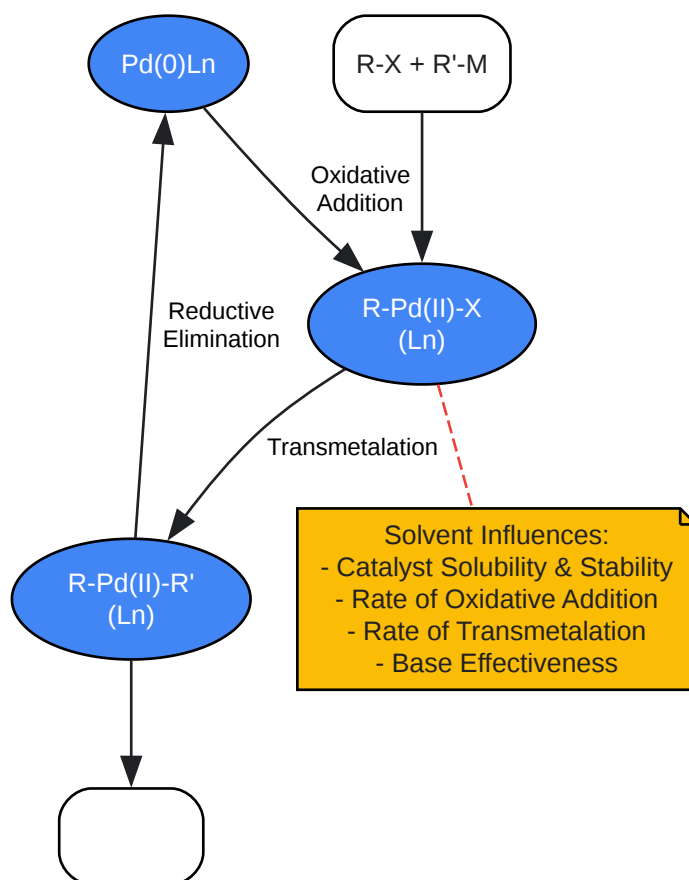 Pd(0)Ln
R-X + R'-M
Oxidative
Addition
R-Pd(II)-X
(Ln)
Reductive
Elimination
Transmetalation
Solvent Influences:
- Catalyst Solubility & Stability
- Rate of Oxidative Addition
- Rate of Transmetalation
- Base Effectiveness
R-Pd(II)-R'
(Ln)